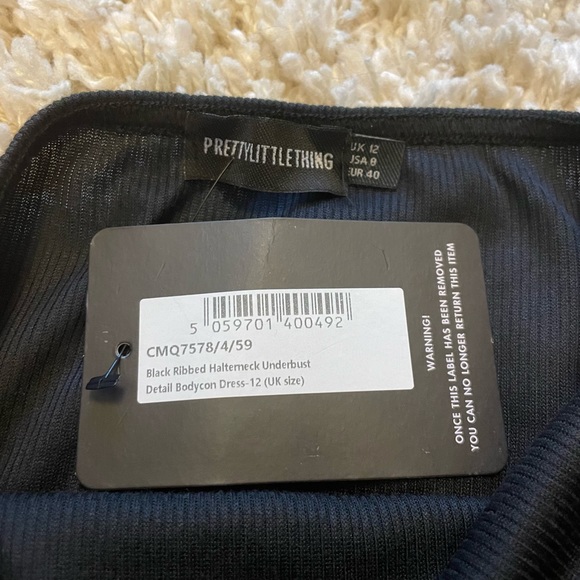 PRETTYLITTLETHING
UK 12
USA 8
EUR 40
5 059701 400492
CMQ7578/4/59
Black Ribbed Halterneck Underbust
Detail Bodycon Dress-12 (UK size)
WARNING!
ONCE THIS LABEL HAS BEEN REMOVED
YOU CAN NO LONGER RETURN THIS ITEM